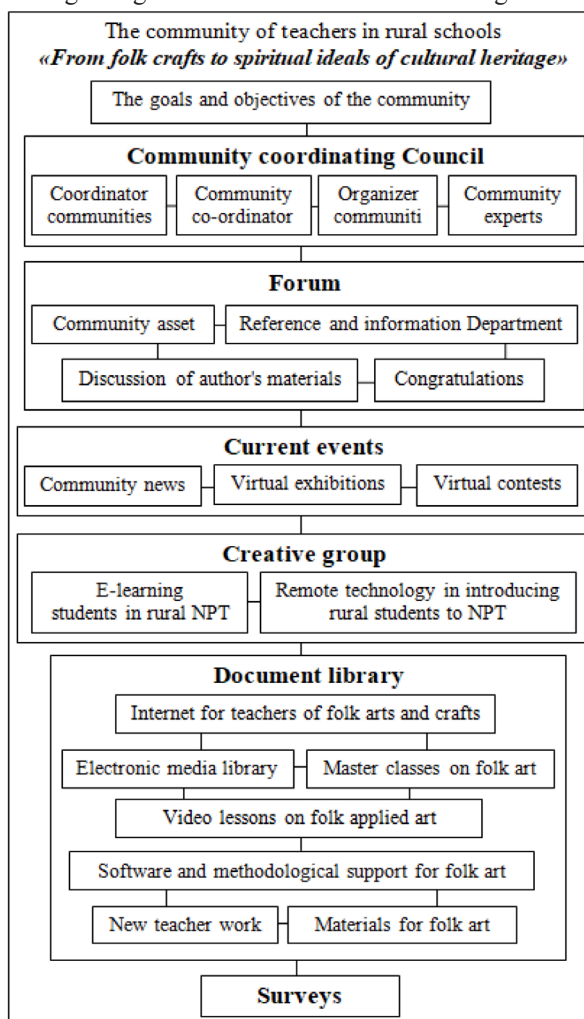 The community of teachers in rural schools
«From folk crafts to spiritual ideals of cultural heritage»
The goals and objectives of the community
Community coordinating Council
Coordinator
communities
Community
co-ordinator
Organizer
communiti
Community
experts
Forum
Community asset
Reference and information Department
Discussion of author's materials
Congratulations
Current events
Community news
Virtual exhibitions
Virtual contests
Creative group
E-learning
students in rural NPT
Remote technology in introducing
rural students to NPT
Document library
Internet for teachers of folk arts and crafts
Electronic media library
Master classes on folk art
Video lessons on folk applied art
Software and methodological support for folk art
New teacher work
Materials for folk art
Surveys